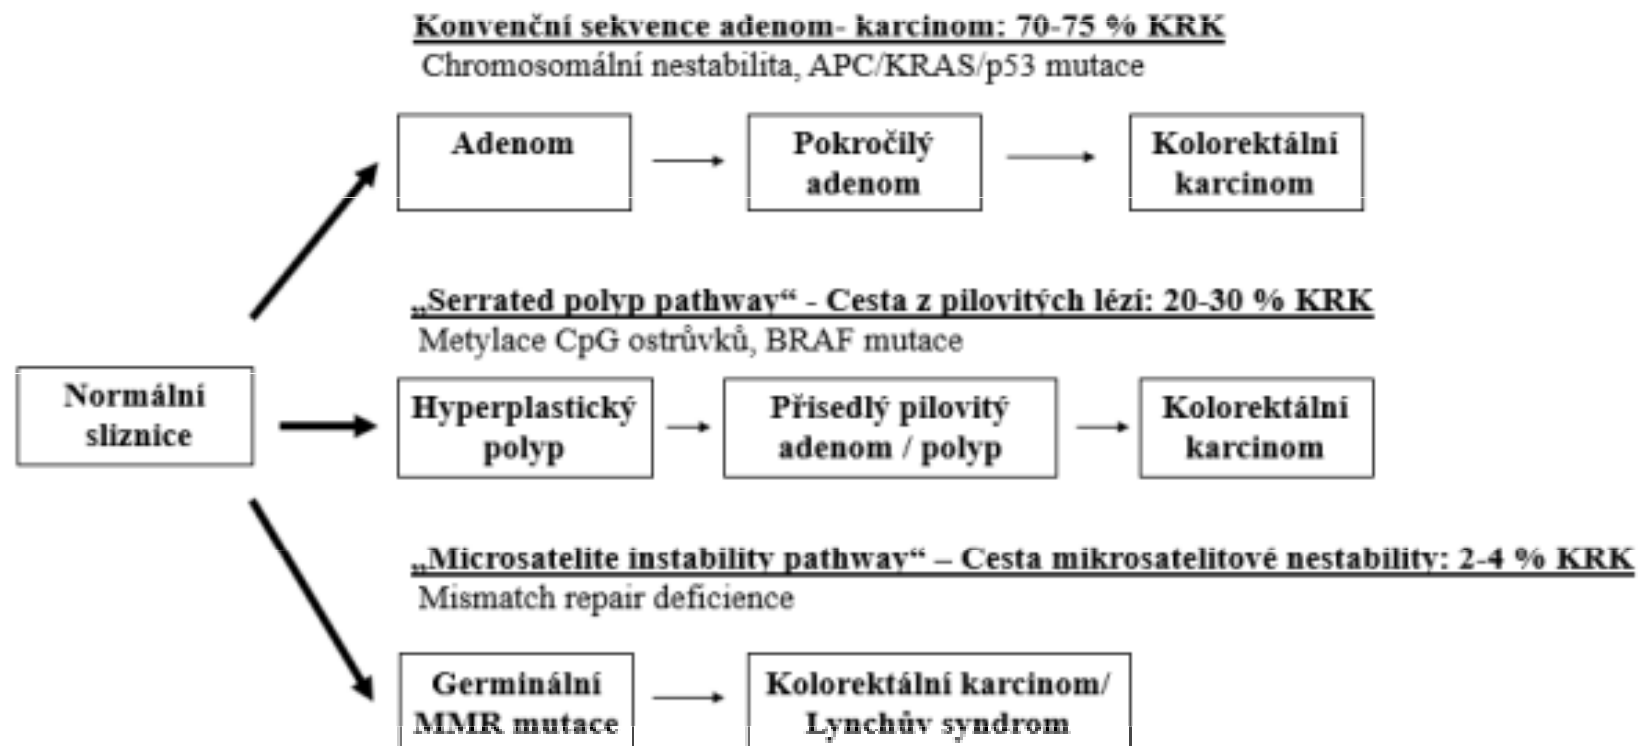 Konvenční sekvence adenom- karcinom: 70-75 % KRK
Chromosomální nestabilita, APC/KRAS/p53 mutace
Adenom
Pokročilý
adenom
Kolorektální
karcinom
„Serrated polyp pathway“ - Cesta z pilovitých lézí: 20-30 % KRK
Metylace CpG ostrůvků, BRAF mutace
Normální
sliznice
Hyperplastický
polyp
Přisedlý pilovitý
adenom / polyp
Kolorektální
karcinom
„Microsatelite instability pathway“ – Cesta mikrosatelitové nestability: 2-4 % KRK
Mismatch repair deficience
Germinální
MMR mutace
Kolorektální karcinom/
Lynchův syndrom